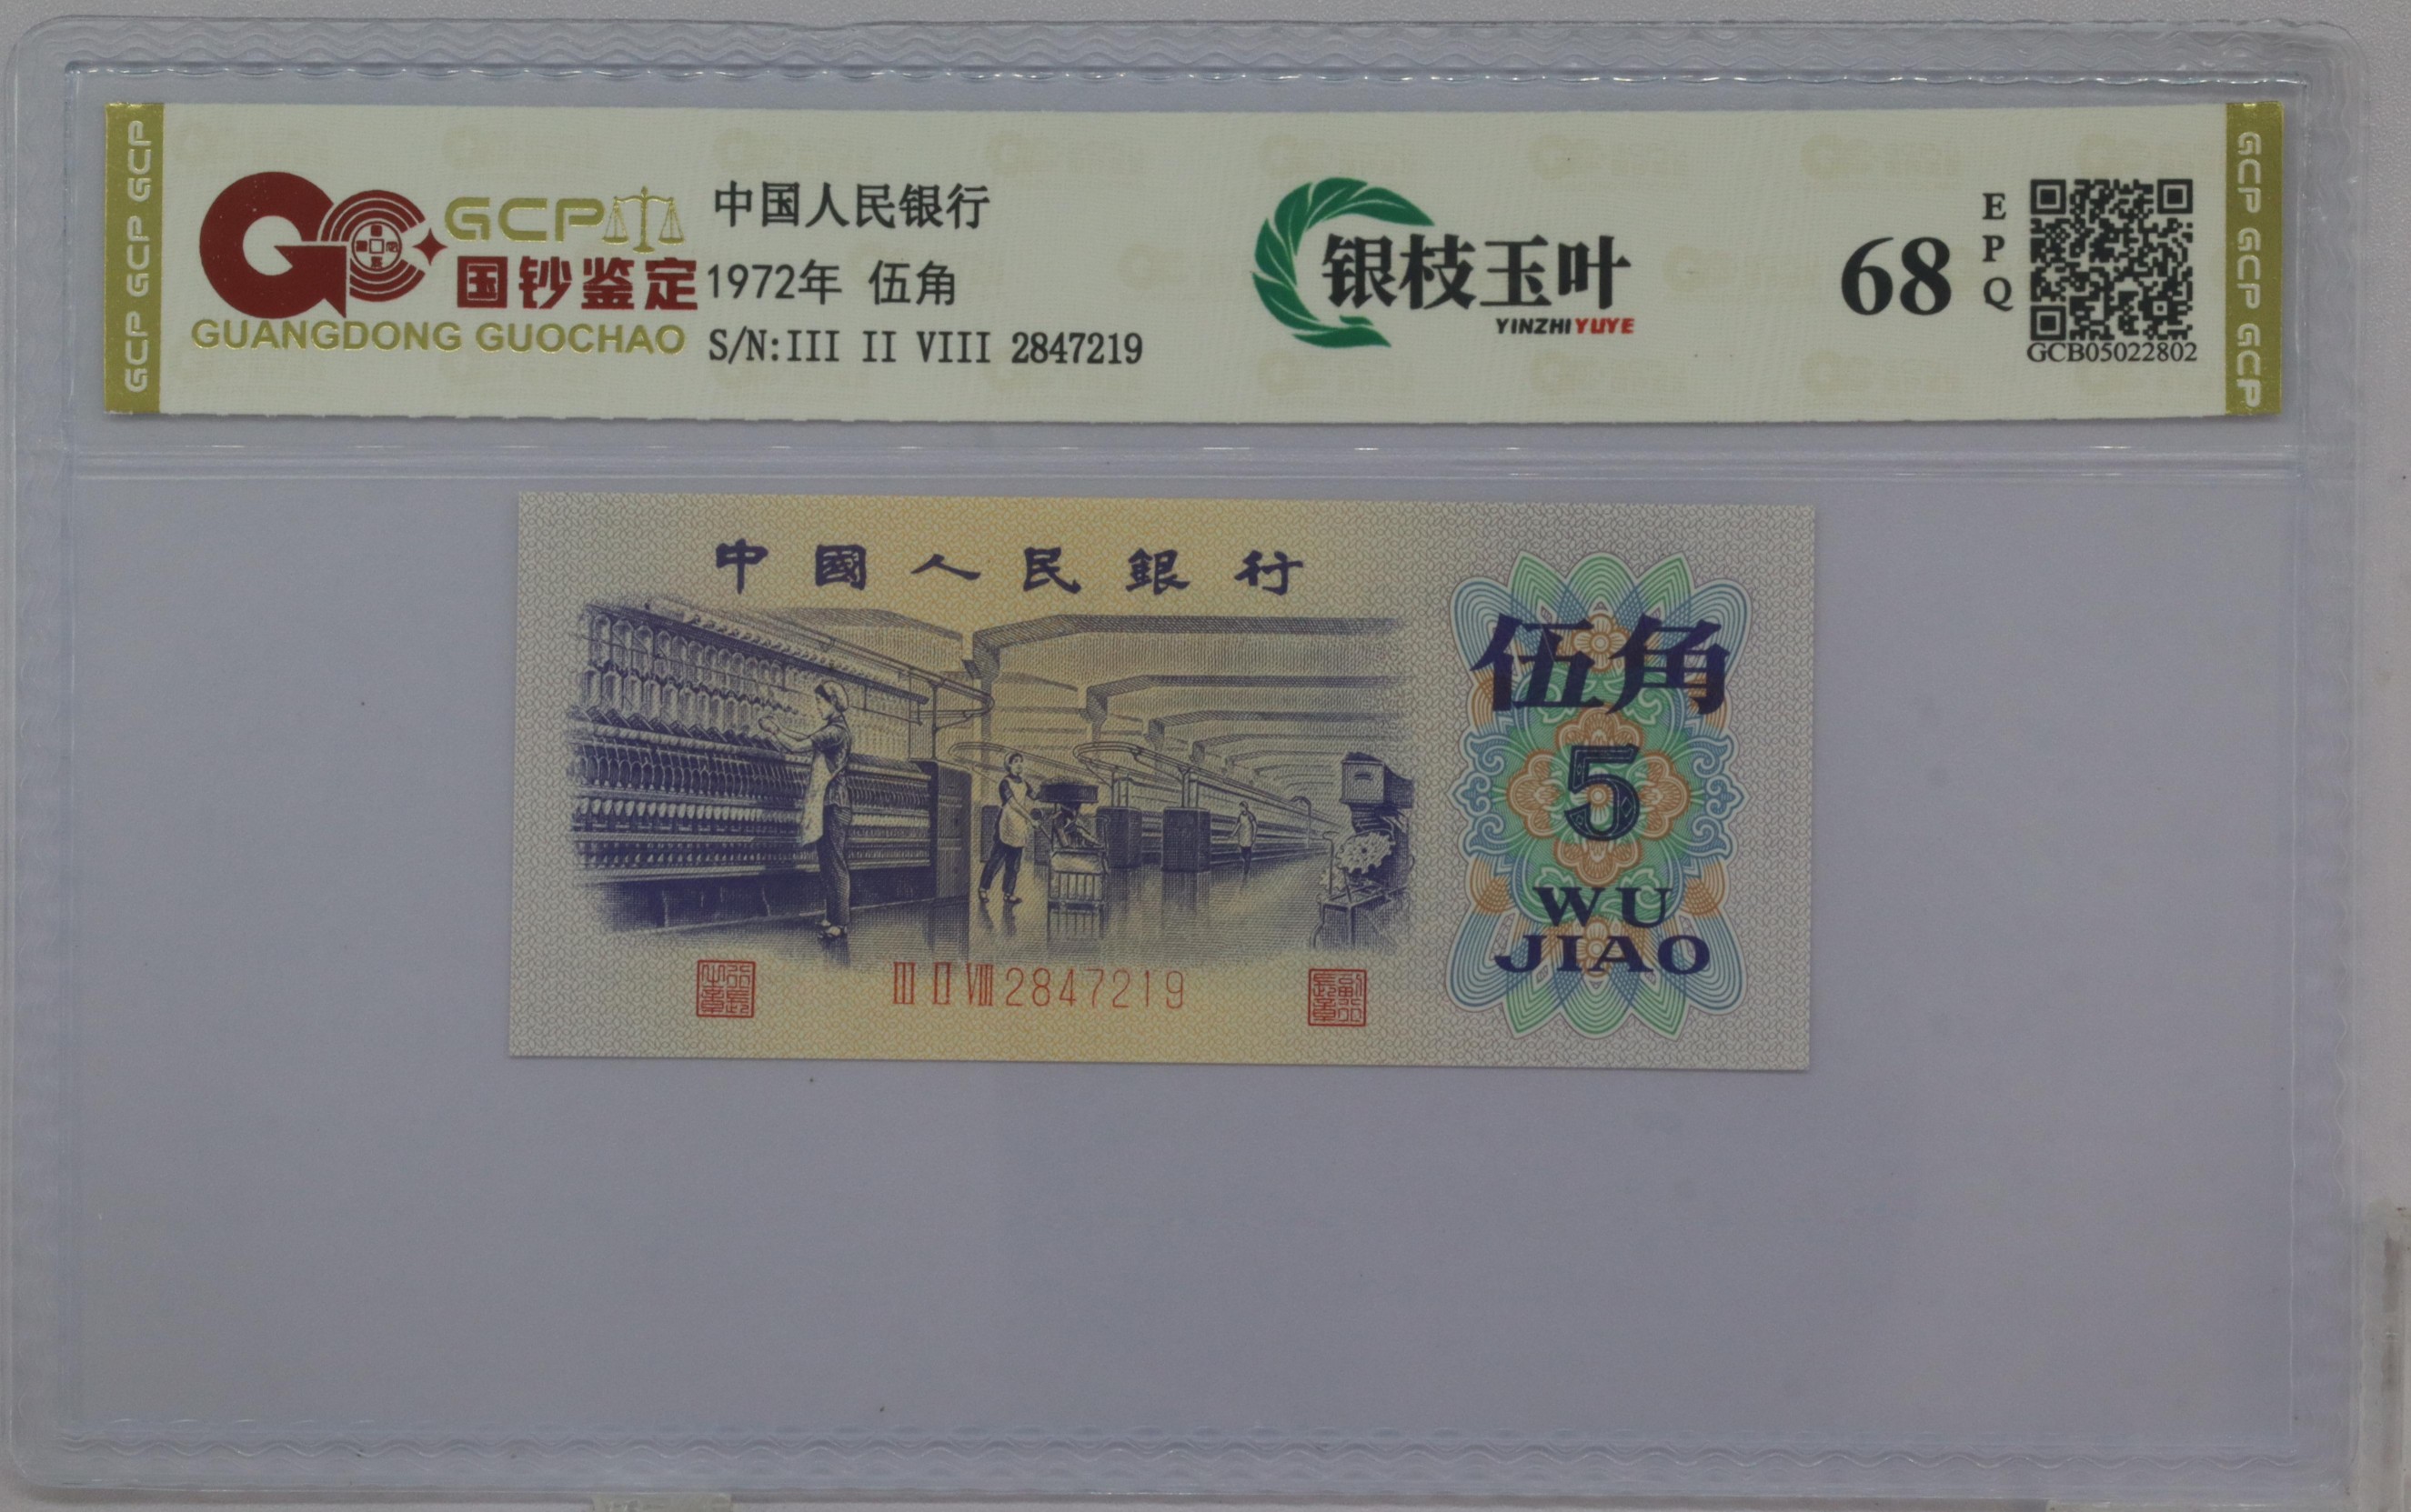 GCP GCP GCP
GCP
国钞鉴定
GUANGDONG GUOCHAO
中国人民银行
1972年 伍角
S/N:III II VIII 2847219
银枝玉叶
YINZHIYUYE
68
EPQ
GCB05022802
GCP GCP GCP
中國人民銀行
伍角
5
WU
JIAO
III II VIII 2847219